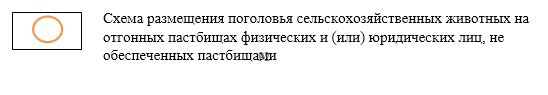 Схема размещения поголовья сельскохозяйственных животных на
отгонных пастбищах физических и (или) юридических лиц, не
обеспеченных пастбищами